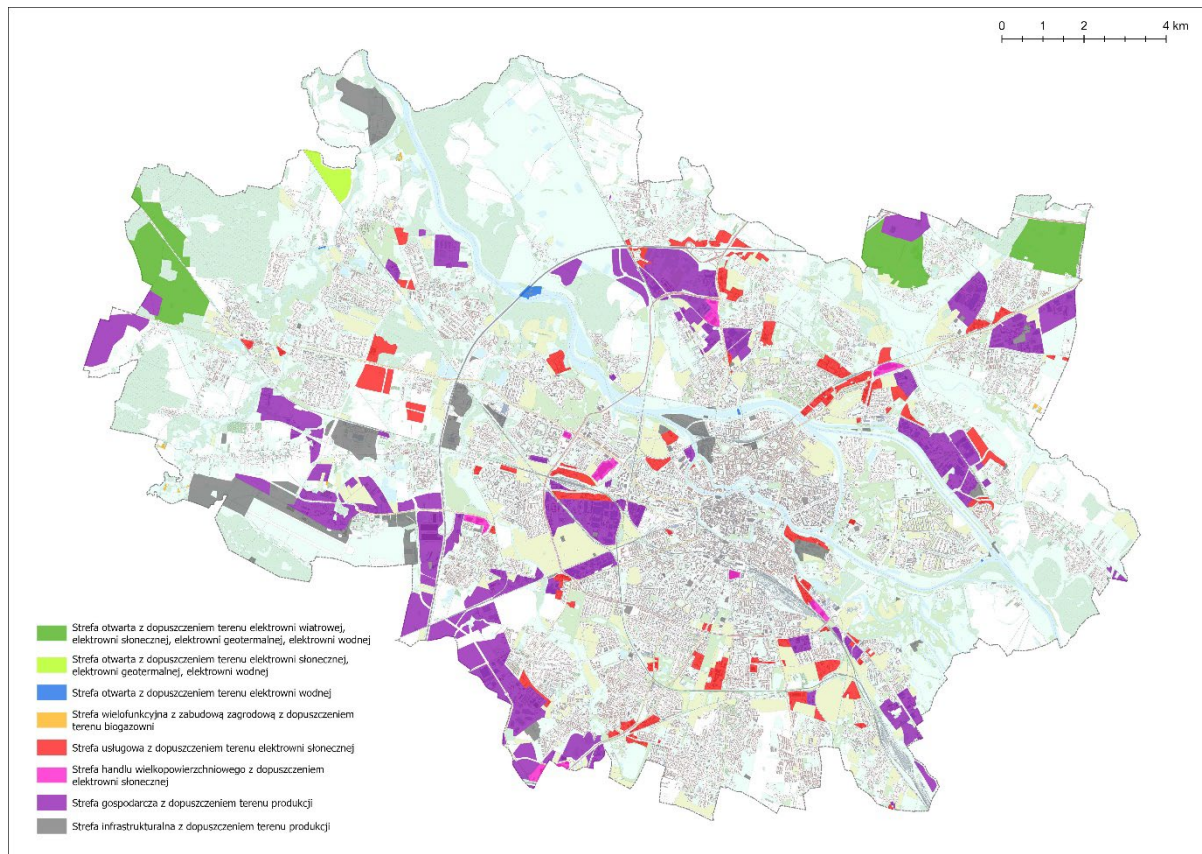 0 1 2 4 km
Strefa otwarta z dopuszczeniem terenu elektrowni wiatrowej,
elektrowni słonecznej, elektrowni geotermalnej, elektrowni wodnej
Strefa otwarta z dopuszczeniem terenu elektrowni słonecznej,
elektrowni geotermalnej, elektrowni wodnej
Strefa otwarta z dopuszczeniem terenu elektrowni wodnej
Strefa wielofunkcyjna z zabudową zagrodową z dopuszczeniem
terenu biogazowni
Strefa usługowa z dopuszczeniem terenu elektrowni słonecznej
Strefa handlu wielkopowierzchniowego z dopuszczeniem
elektrowni słonecznej
Strefa gospodarcza z dopuszczeniem terenu produkcji
Strefa infrastrukturalna z dopuszczeniem terenu produkcji